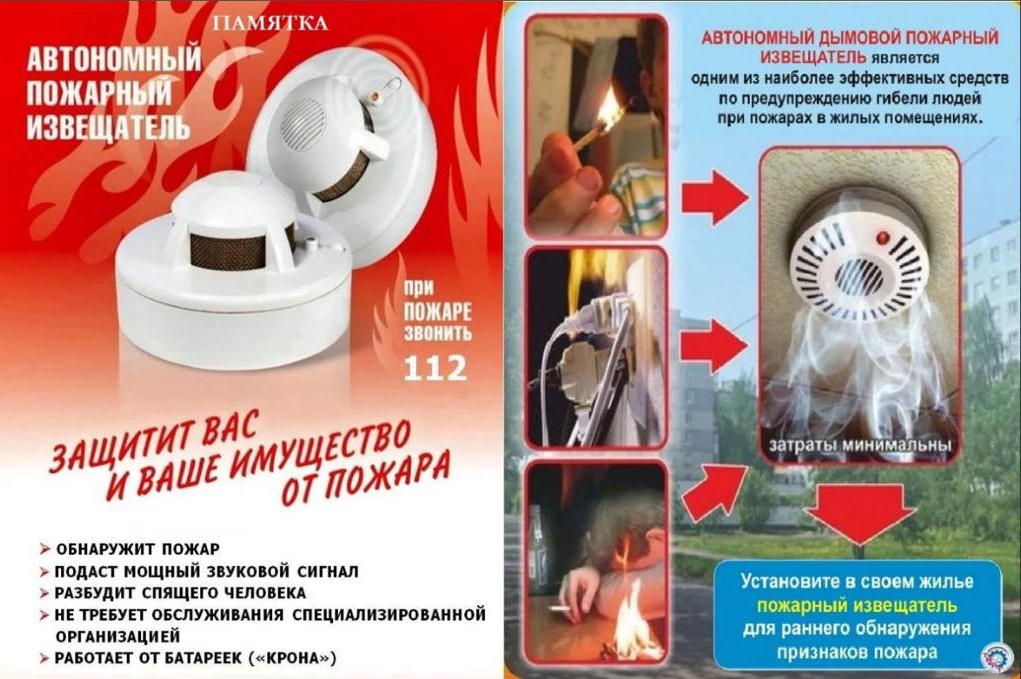 ПАМЯТКА
АВТОНОМНЫЙ
ПОЖАРНЫЙ
ИЗВЕЩАТЕЛЬ
при
ПОЖАРЕ
ЗВОНИТЬ
112
ЗАЩИТИТ ВАС
И ВАШЕ ИМУЩЕСТВО
ОТ ПОЖАРА
➢ ОБНАРУЖИТ ПОЖАР
➢ ПОДАСТ МОЩНЫЙ ЗВУКОВОЙ СИГНАЛ
➢ РАЗБУДИТ СПЯЩЕГО ЧЕЛОВЕКА
➢ НЕ ТРЕБУЕТ ОБСЛУЖИВАНИЯ СПЕЦИАЛИЗИРОВАННОЙ
ОРГАНИЗАЦИЕЙ
➢ РАБОТАЕТ ОТ БАТАРЕЕК («КРОНА»)
АВТОНОМНЫЙ ДЫМОВОЙ ПОЖАРНЫЙ
ИЗВЕЩАТЕЛЬ является
одним из наиболее эффективных средств
по предупреждению гибели людей
при пожарах в жилых помещениях.
затраты минимальны
Установите в своем жилье
пожарный извещатель
для раннего обнаружения
признаков пожара